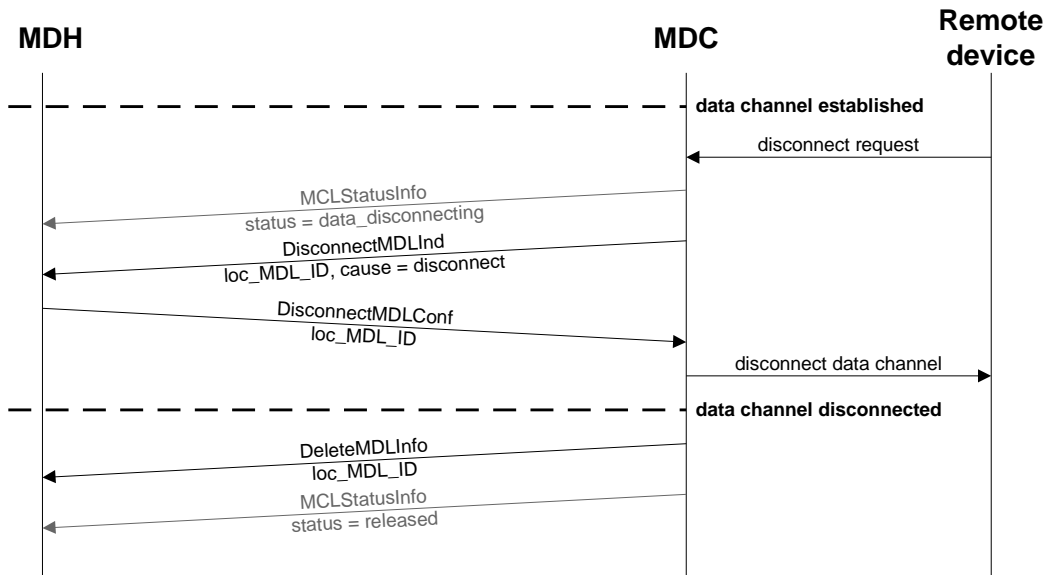 MDH
MDC
Remote
device
data channel established
disconnect request
MCLStatusInfo
status = data_disconnecting
DisconnectMDLInd
loc_MDL_ID, cause = disconnect
DisconnectMDLConf
loc_MDL_ID
disconnect data channel
data channel disconnected
DeleteMDLInfo
loc_MDL_ID
MCLStatusInfo
status = released